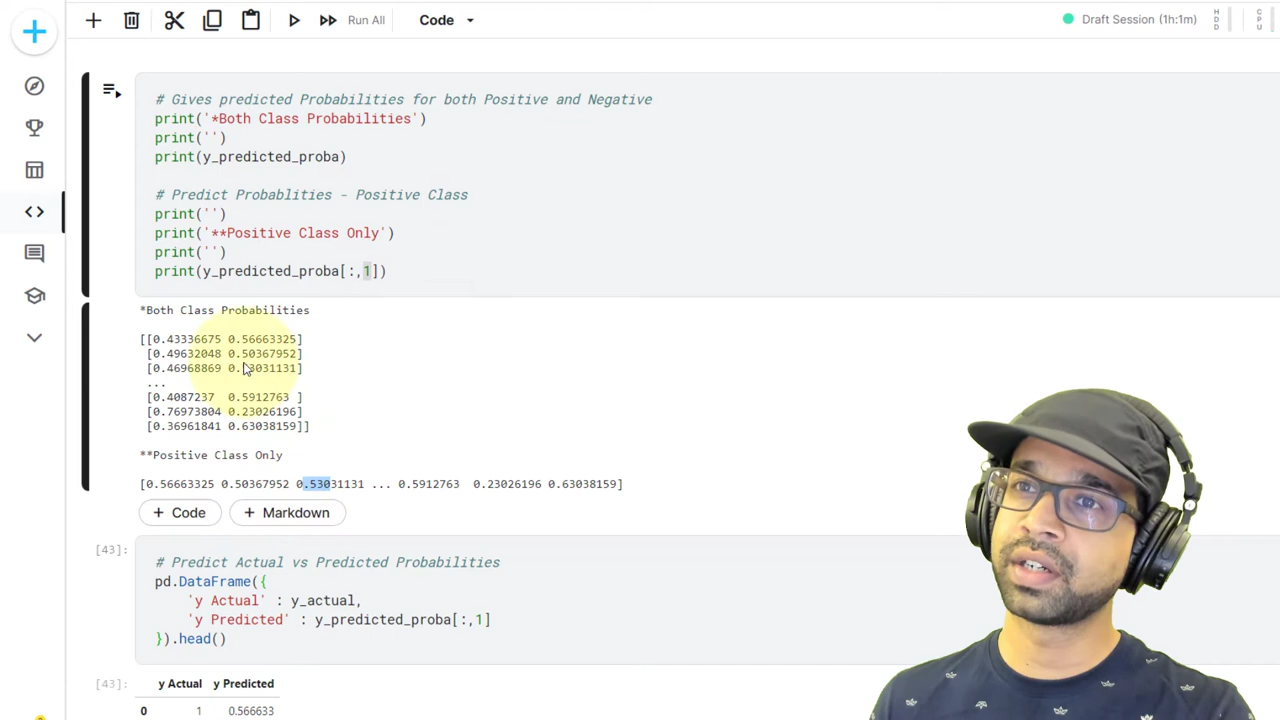 Run All
Code
Draft Session (1h:1m)
HDD
CPU
# Gives predicted Probabilities for both Positive and Negative
print('*Both Class Probabilities')
print('')
print(y_predicted_proba)
# Predict Probablities - Positive Class
print('')
print('**Positive Class Only')
print('')
print(y_predicted_proba[:,1])
*Both Class Probabilities
[[0.43336675 0.56663325]
[0.49632048 0.50367952]
[0.46968869 0.53031131]
...
[0.4087237  0.5912763 ]
[0.76973804 0.23026196]
[0.36961841 0.63038159]]
**Positive Class Only
[0.56663325 0.50367952 0.53031131 ... 0.5912763  0.23026196 0.63038159]
+ Code
+ Markdown
[43]:
# Predict Actual vs Predicted Probabilities
pd.DataFrame({
'y Actual' : y_actual,
'y Predicted' : y_predicted_proba[:,1]
}).head()
[43]:
y Actual y Predicted
0 1 0.566633